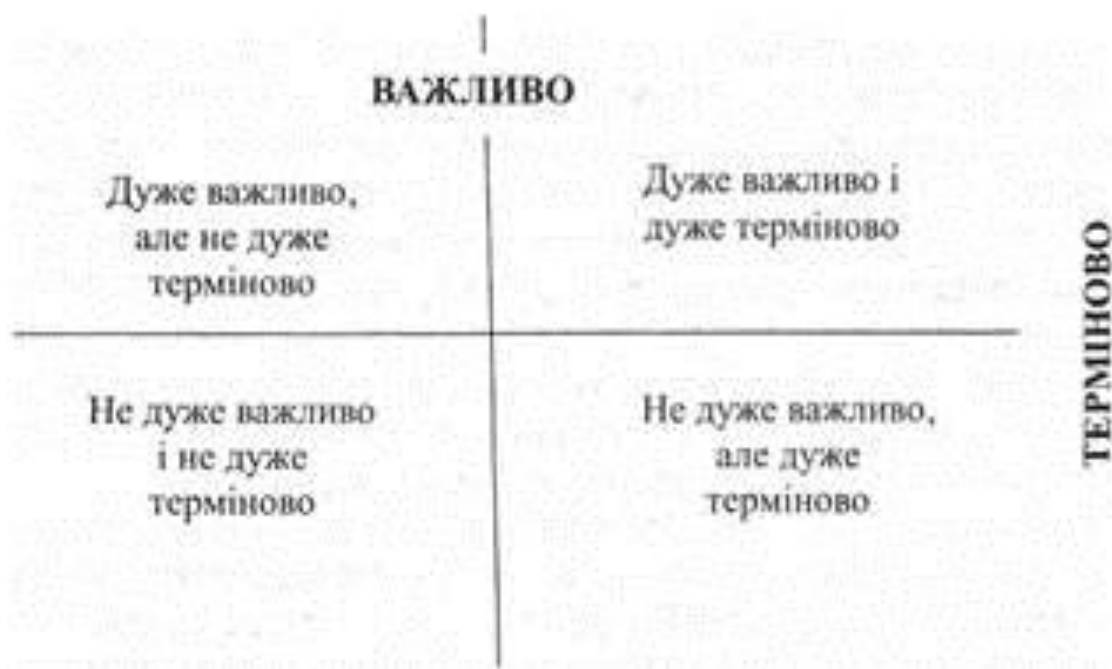 ВАЖЛИВО
Дуже важливо,
але не дуже
терміново
Дуже важливо і
дуже терміново
ТЕРМІНОВО
Не дуже важливо
і не дуже
терміново
Не дуже важливо,
але дуже
терміново